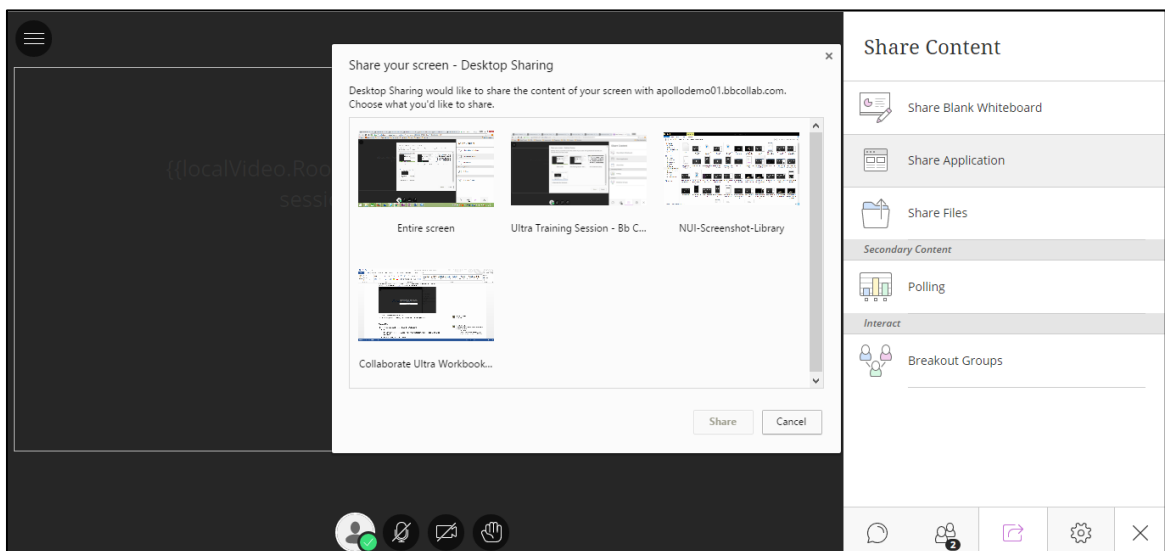 Share your screen - Desktop Sharing
Desktop Sharing would like to share the content of your screen with apollodemo01.bbcollab.com.
Choose what you'd like to share.
{{localVideo.Roo
sessi
Entire screen
Ultra Training Session - Bb C...
NUI-Screenshot-Library
Collaborate Ultra Workbook...
Share
Cancel
Share Content
Share Blank Whiteboard
Share Application
Share Files
Secondary Content
Polling
Interact
Breakout Groups
2